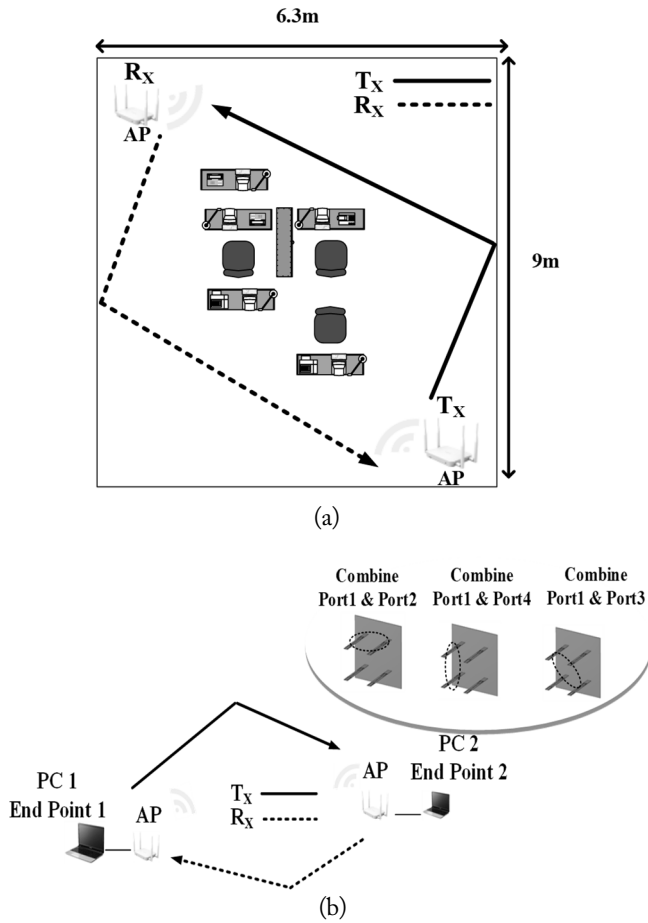 6.3m
RX
AP
TX
RX
9m
TX
AP
(a)
Combine
Port1 & Port2
Combine
Port1 & Port4
Combine
Port1 & Port3
PC 1
End Point 1
AP
TX
RX
AP
PC 2
End Point 2
(b)